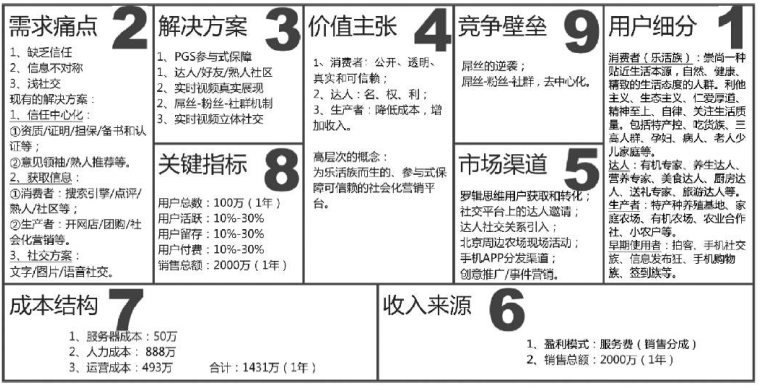 需求痛点 2
1、缺乏信任
2、信息不对称
3、浅社交
现有的解决方案：
1、信任中心化：
①资质/证明/担保/备书和认
证等；
②意见领袖/熟人推荐等。
2、获取信息：
①消费者：搜索引擎/点评/
熟人/社区等；
②生产者：开网店/团购/社
会化营销等。
3、社交方案：
文字/图片/语音社交。
解决方案 3
1、PGS参与式保障
1、达人/好友/熟人社区
2、实时视频真实展现
2、屌丝-粉丝-社群机制
3、实时视频立体社交
关键指标 8
用户总数：100万（1年）
用户活跃：10%-30%
用户留存：10%-30%
用户付费：10%-30%
销售总额：2000万（1年）
价值主张 4
1、消费者：公开、透明、
真实和可信赖；
2、达人：名、权、利；
3、生产者：降低成本，增
加收入。
高层次的概念：
为乐活族而生的、参与式保
障可信赖的社会化营销平
台。
竞争壁垒 9
屌丝的逆袭；
屌丝-粉丝-社群，去中心化。
市场渠道 5
罗辑思维用户获取和转化；
社交平台上的达人邀请；
达人社交关系引入；
北京周边农场现场活动；
手机APP分发渠道；
创意推广/事件营销。
用户细分 1
消费者（乐活族）：崇尚一种
贴近生活本源，自然、健康、
精致的生活态度的人群。利他
主义、生态主义、仁爱厚道、
精神至上、自律、关注生活质
量。包括特产控、吃货族、三
高人群、孕妇、病人、老人少
儿家庭等。
达人：有机专家、养生达人、
营养专家、美食达人、厨房达
人、送礼专家、旅游达人等。
生产者：特产种养殖基地、家
庭农场、有机农场、农业合作
社、小农户等。
早期使用者：拍客、手机社交
族、信息发布狂、手机购物
族、签到族等。
成本结构 7
1、服务器成本：50万
2、人力成本： 888万
3、运营成本：493万 合计：1431万（1年）
收入来源 6
1、盈利模式：服务费（销售分成）
2、销售总额：2000万（1年）